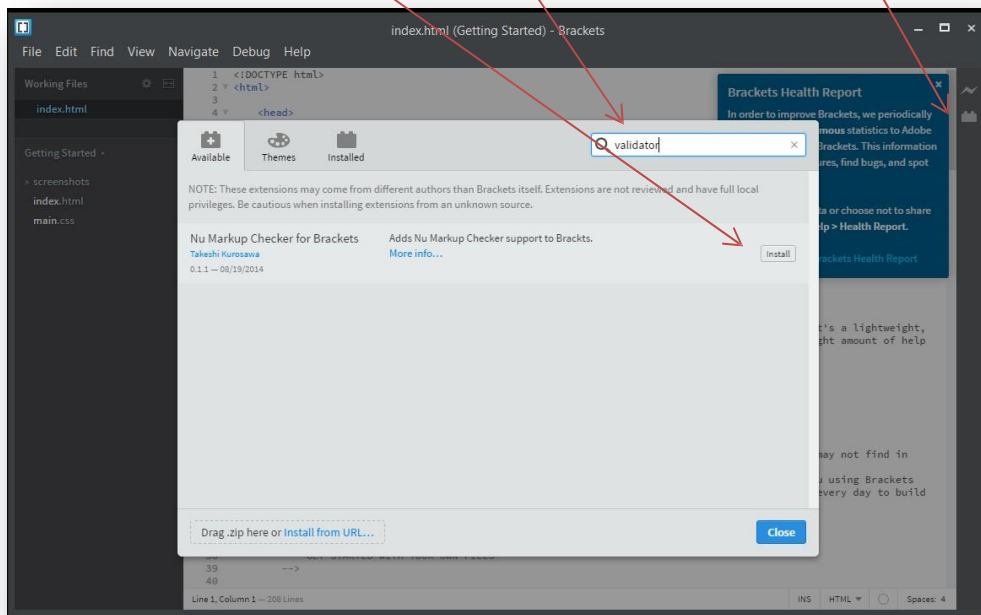 index.html (Getting Started) - Brackets
File Edit Find View Navigate Debug Help
Working Files
index.html
Getting Started
screenshots
index.html
main.css
1 <!DOCTYPE html>
2 <html>
3
4 <head>
Brackets Health Report
In order to improve Brackets, we periodically
mous statistics to Adobe
Brackets. This information
ures, find bugs, and spot
ta or choose not to share
lp > Health Report.
rackets Health Report
Available
Themes
Installed
validator
NOTE: These extensions may come from different authors than Brackets itself. Extensions are not reviewed and have full local
privileges. Be cautious when installing extensions from an unknown source.
Nu Markup Checker for Brackets
Takeshi Kurosawa
0.1.1 — 08/19/2014
Adds Nu Markup Checker support to Brackts.
More info...
Install
t's a lightweight,
ght amount of help
may not find in
u using Brackets
every day to build
Drag .zip here or Install from URL...
Close
39 -->
40
Line 1, Column 1 — 208 Lines
INS HTML Spaces: 4